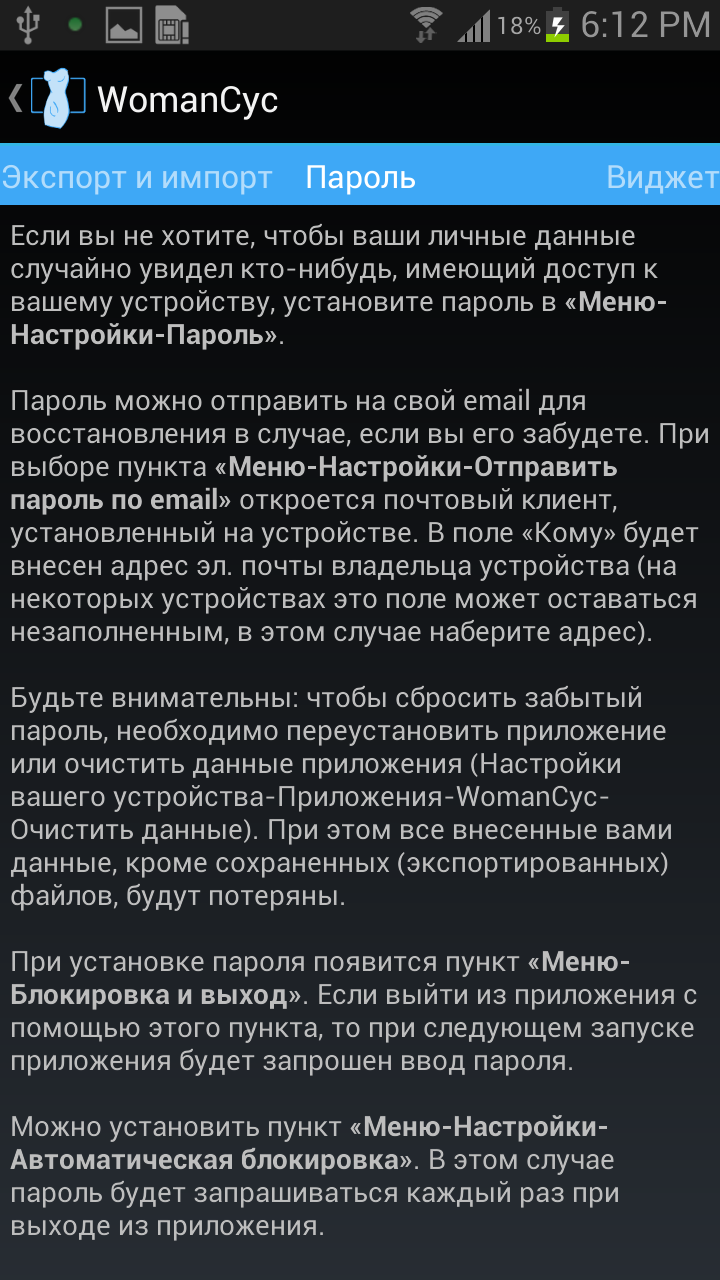 18% 6:12 PM
WomanCyc
Экспорт и импорт Пароль Виджет
Если вы не хотите, чтобы ваши личные данные
случайно увидел кто-нибудь, имеющий доступ к
вашему устройству, установите пароль в «Меню-
Настройки-Пароль».
Пароль можно отправить на свой email для
восстановления в случае, если вы его забудете. При
выборе пункта «Меню-Настройки-Отправить
пароль по email» откроется почтовый клиент,
установленный на устройстве. В поле «Кому» будет
внесен адрес эл. почты владельца устройства (на
некоторых устройствах это поле может оставаться
незаполненным, в этом случае наберите адрес).
Будьте внимательны: чтобы сбросить забытый
пароль, необходимо переустановить приложение
или очистить данные приложения (Настройки
вашего устройства-Приложения-WomanCyc-
Очистить данные). При этом все внесенные вами
данные, кроме сохраненных (экспортированных)
файлов, будут потеряны.
При установке пароля появится пункт «Меню-
Блокировка и выход». Если выйти из приложения с
помощью этого пункта, то при следующем запуске
приложения будет запрошен ввод пароля.
Можно установить пункт «Меню-Настройки-
Автоматическая блокировка». В этом случае
пароль будет запрашиваться каждый раз при
выходе из приложения.